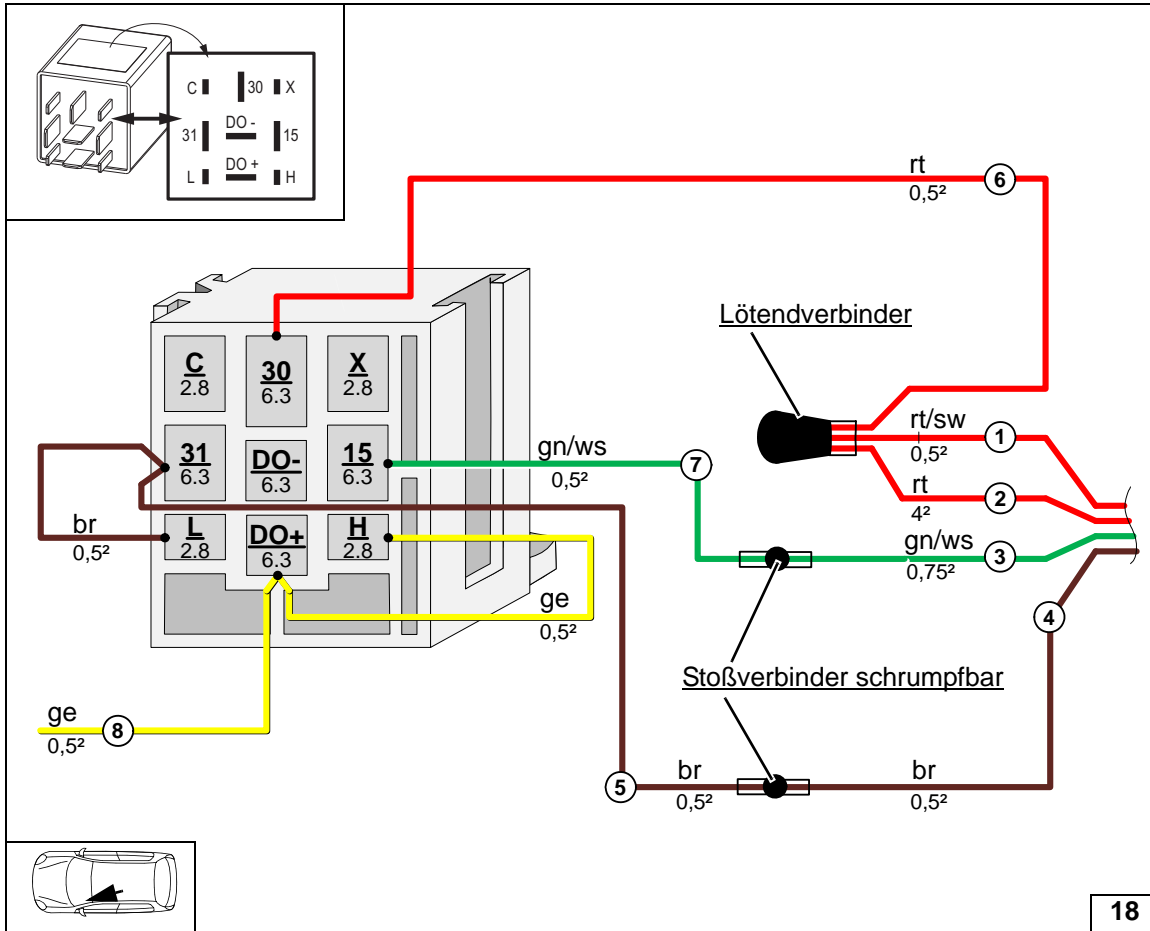 C 30 X
31 DO - 15
L DO + H
rt
0,5²
6
Lötendverbinder
C
2.8
30
6.3
X
2.8
rt/sw
0,5²
1
31
6.3
DO-
6.3
15
6.3
gn/ws
0,5²
7
rt
4²
2
br
0,5²
L
2.8
DO+
6.3
H
2.8
gn/ws
0,75²
3
ge
0,5²
4
Stoßverbinder schrumpfbar
ge
0,5²
8
5
br
0,5²
br
0,5²
18